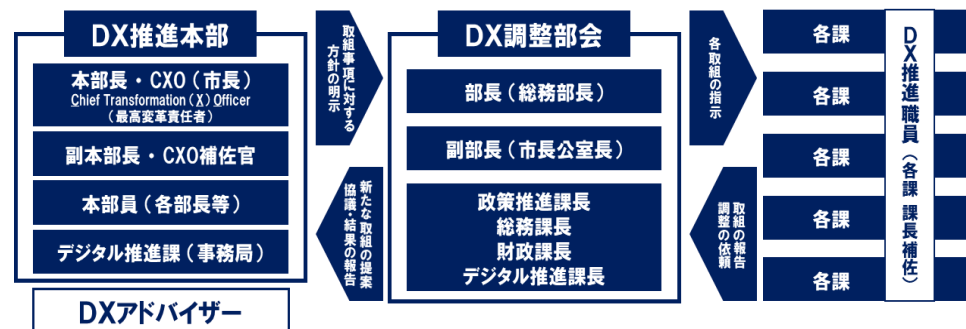 DX推進本部
本部長・CXO(市長)
Chief Transformation(X)Officer
(最高変革責任者)
副本部長・CXO補佐官
本部員(各部長等)
デジタル推進課(事務局)
DXアドバイザー
取組事項に対する
方針の明示
新たな取組の提案
協議・結果の報告
DX調整部会
部長(総務部長)
副部長(市長公室長)
政策推進課長
総務課長
財政課長
デジタル推進課長
各取組の指示
取組の報告
調整の依頼
各課
各課
各課
各課
各課
DX推進職員(各課 課長補佐)